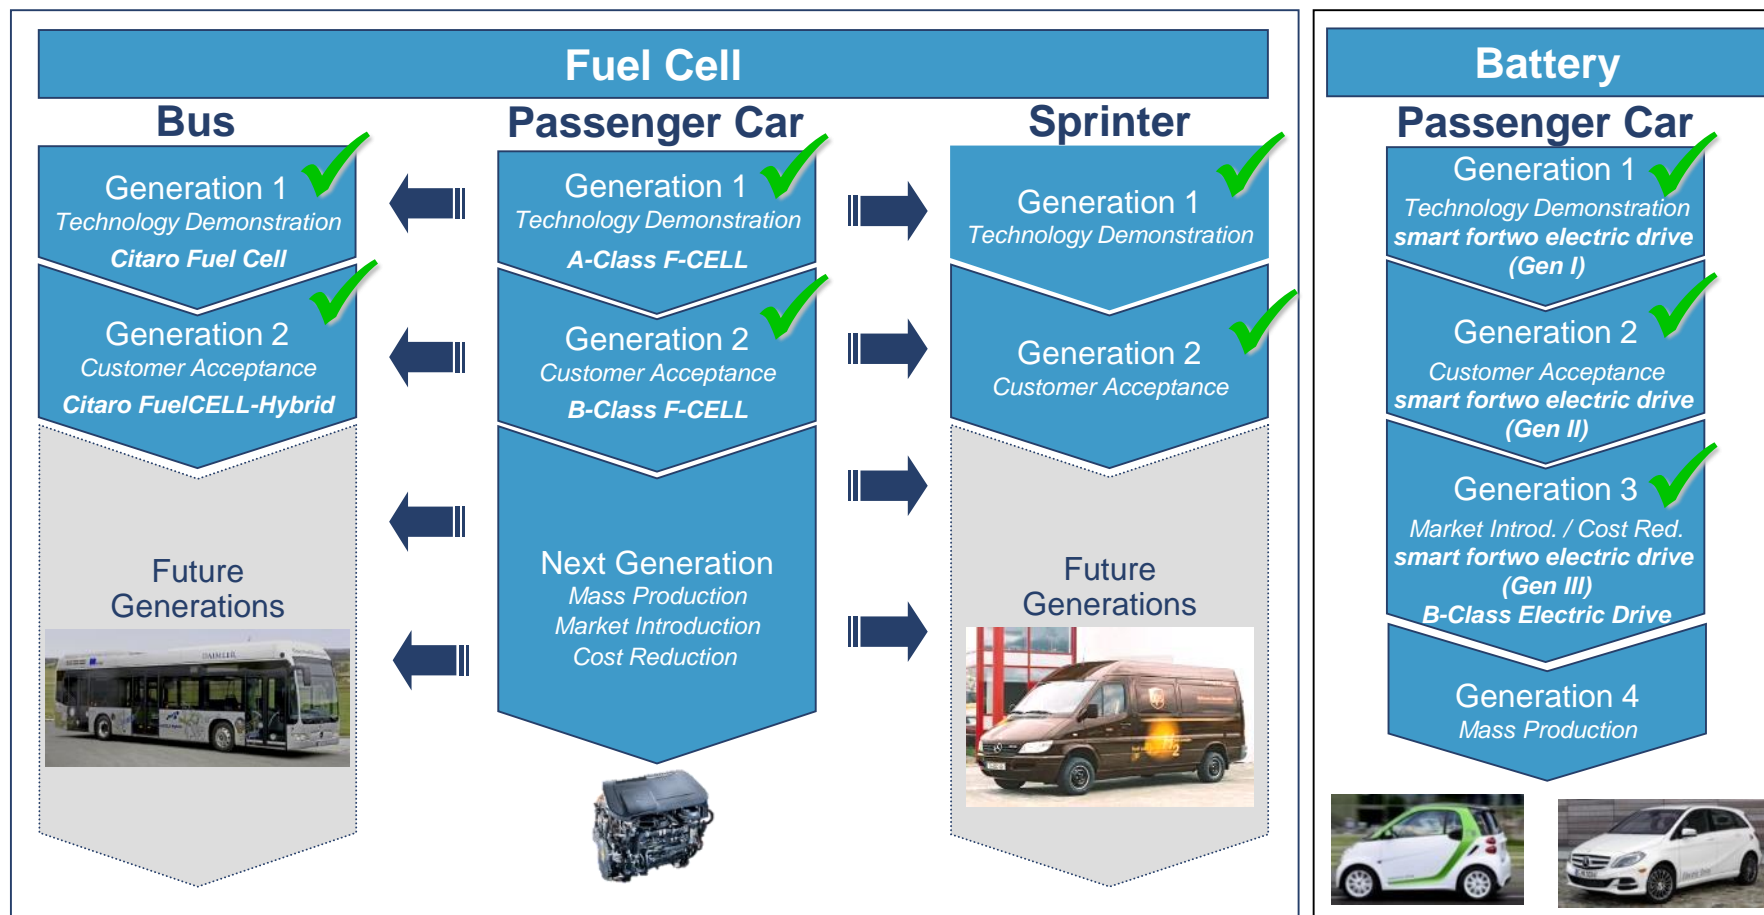 Fuel Cell
Bus
Generation 1
Technology Demonstration
Citaro Fuel Cell
Generation 2
Customer Acceptance
Citaro FuelCELL-Hybrid
Future
Generations
DAIMLER
Passenger Car
Generation 1
Technology Demonstration
A-Class F-CELL
Generation 2
Customer Acceptance
B-Class F-CELL
Next Generation
Mass Production
Market Introduction
Cost Reduction
Sprinter
Generation 1
Technology Demonstration
Generation 2
Customer Acceptance
Future
Generations
Battery
Passenger Car
Generation 1
Technology Demonstration
smart fortwo electric drive
(Gen I)
Generation 2
Customer Acceptance
smart fortwo electric drive
(Gen II)
Generation 3
Market Introd. / Cost Red.
smart fortwo electric drive
(Gen III)
B-Class Electric Drive
Generation 4
Mass Production